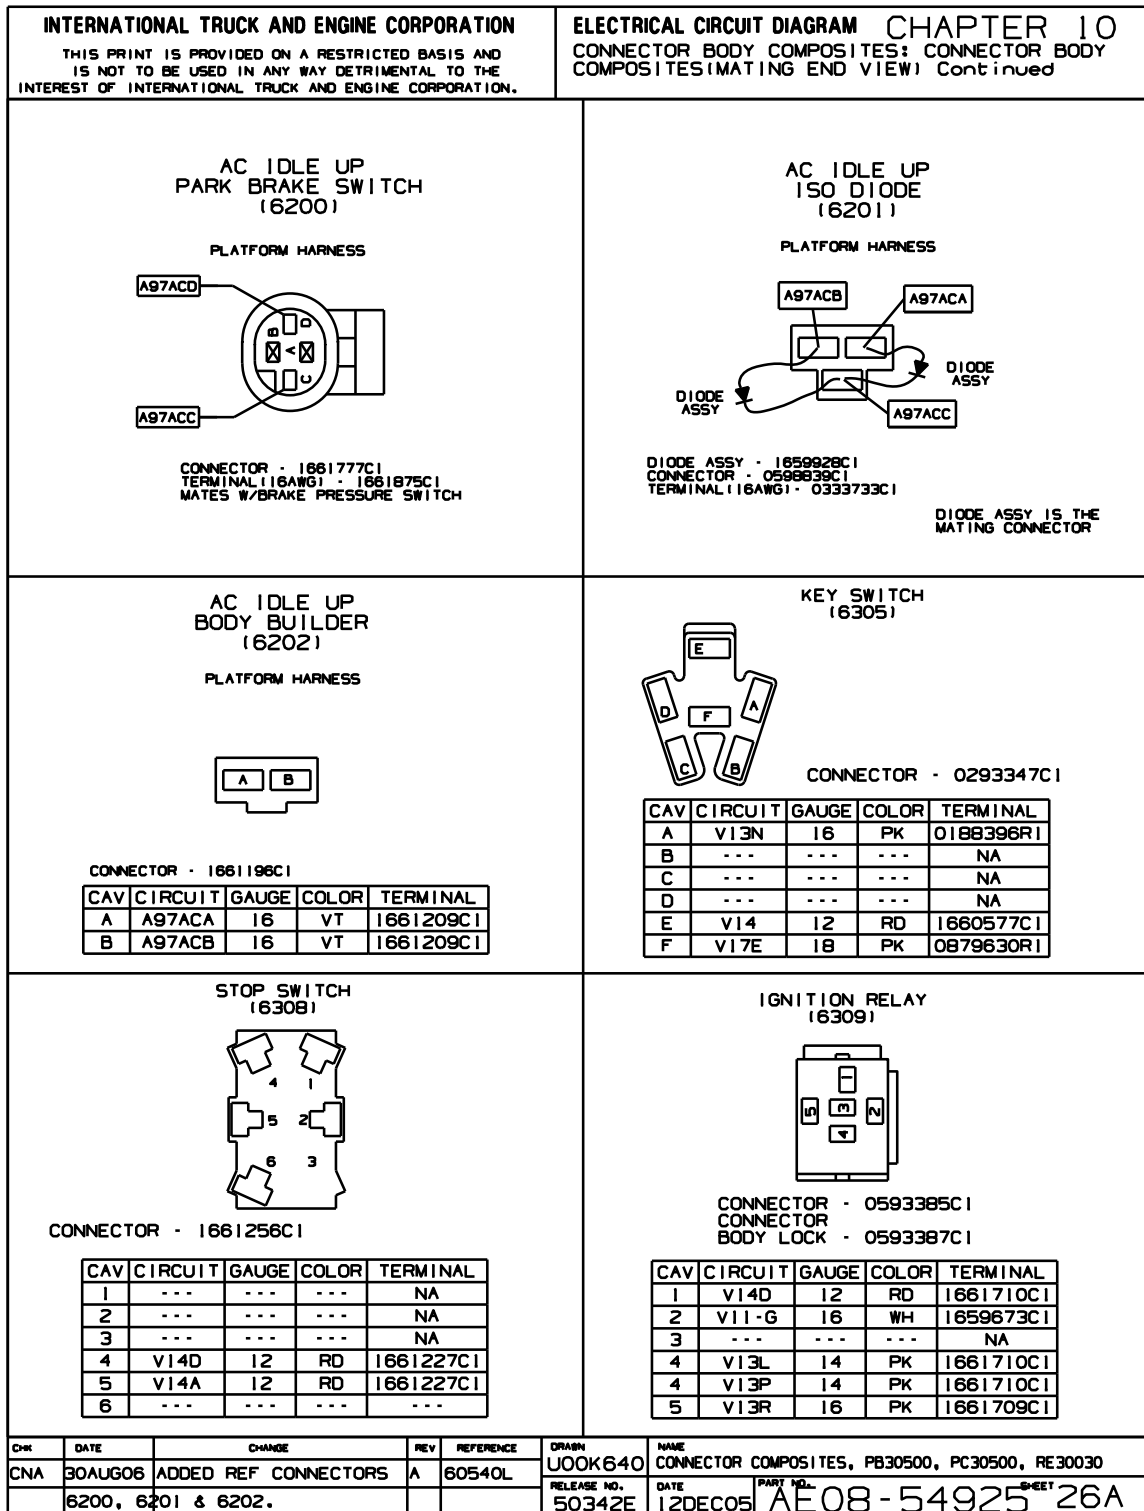 INTERNATIONAL TRUCK AND ENGINE CORPORATION
THIS PRINT IS PROVIDED ON A RESTRICTED BASIS AND
IS NOT TO BE USED IN ANY WAY DETRIMENTAL TO THE
INTEREST OF INTERNATIONAL TRUCK AND ENGINE CORPORATION.
ELECTRICAL CIRCUIT DIAGRAM CHAPTER 10
CONNECTOR BODY COMPOSITES: CONNECTOR BODY
COMPOSITES(MATING END VIEW) Continued
AC IDLE UP
PARK BRAKE SWITCH
(6200)
PLATFORM HARNESS
A97ACD
B D
A
C
A97ACC
CONNECTOR - 1661777C1
TERMINAL(16AWG) - 1661875C1
MATES W/BRAKE PRESSURE SWITCH
AC IDLE UP
ISO DIODE
(6201)
PLATFORM HARNESS
A97ACB
A97ACA
DIODE
ASSY
DIODE
ASSY
A97ACC
DIODE ASSY - 1659928C1
CONNECTOR - 0598839C1
TERMINAL(16AWG)- 0333733C1
DIODE ASSY IS THE
MATING CONNECTOR
AC IDLE UP
BODY BUILDER
(6202)
PLATFORM HARNESS
A B
CONNECTOR - 1661196C1
CAV CIRCUIT GAUGE COLOR TERMINAL
A A97ACA 16 VT 1661209C1
B A97ACB 16 VT 1661209C1
KEY SWITCH
(6305)
E
D F A
C B
CONNECTOR - 0293347C1
CAV CIRCUIT GAUGE COLOR TERMINAL
A V13N 16 PK 0188396R1
B --- --- --- NA
C --- --- --- NA
D --- --- --- NA
E V14 12 RD 1660577C1
F V17E 18 PK 0879630R1
STOP SWITCH
(6308)
4 1
5 2
6 3
CONNECTOR - 1661256C1
CAV CIRCUIT GAUGE COLOR TERMINAL
1 --- --- --- NA
2 --- --- --- NA
3 --- --- --- NA
4 V14D 12 RD 1661227C1
5 V14A 12 RD 1661227C1
6 --- --- --- ---
IGNITION RELAY
(6309)
1
5 3 2
4
CONNECTOR - 0593385C1
CONNECTOR
BODY LOCK - 0593387C1
CAV CIRCUIT GAUGE COLOR TERMINAL
1 V14D 12 RD 1661710C1
2 V11-G 16 WH 1659673C1
3 --- --- --- NA
4 V13L 14 PK 1661710C1
4 V13P 14 PK 1661710C1
5 V13R 16 PK 1661709C1
CHK DATE CHANGE REV REFERENCE
CNA 30AUG06 ADDED REF CONNECTORS A 60540L
6200, 6201 & 6202.
DRAWN
U00K640
NAME
CONNECTOR COMPOSITES, PB30500, PC30500, RE30030
RELEASE NO.
50342E
DATE
12DEC05
PART NO.
AE08-54925
SHEET
26A